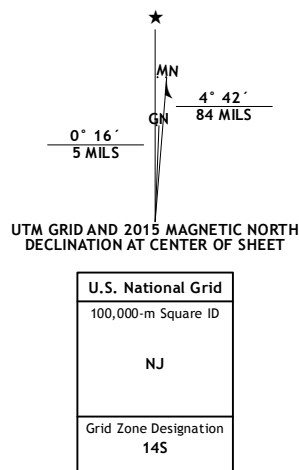 ★
MN
4° 42´
84 MILS
GN
0° 16´
5 MILS
UTM GRID AND 2015 MAGNETIC NORTH
DECLINATION AT CENTER OF SHEET
U.S. National Grid
100,000-m Square ID
NJ
Grid Zone Designation
14S